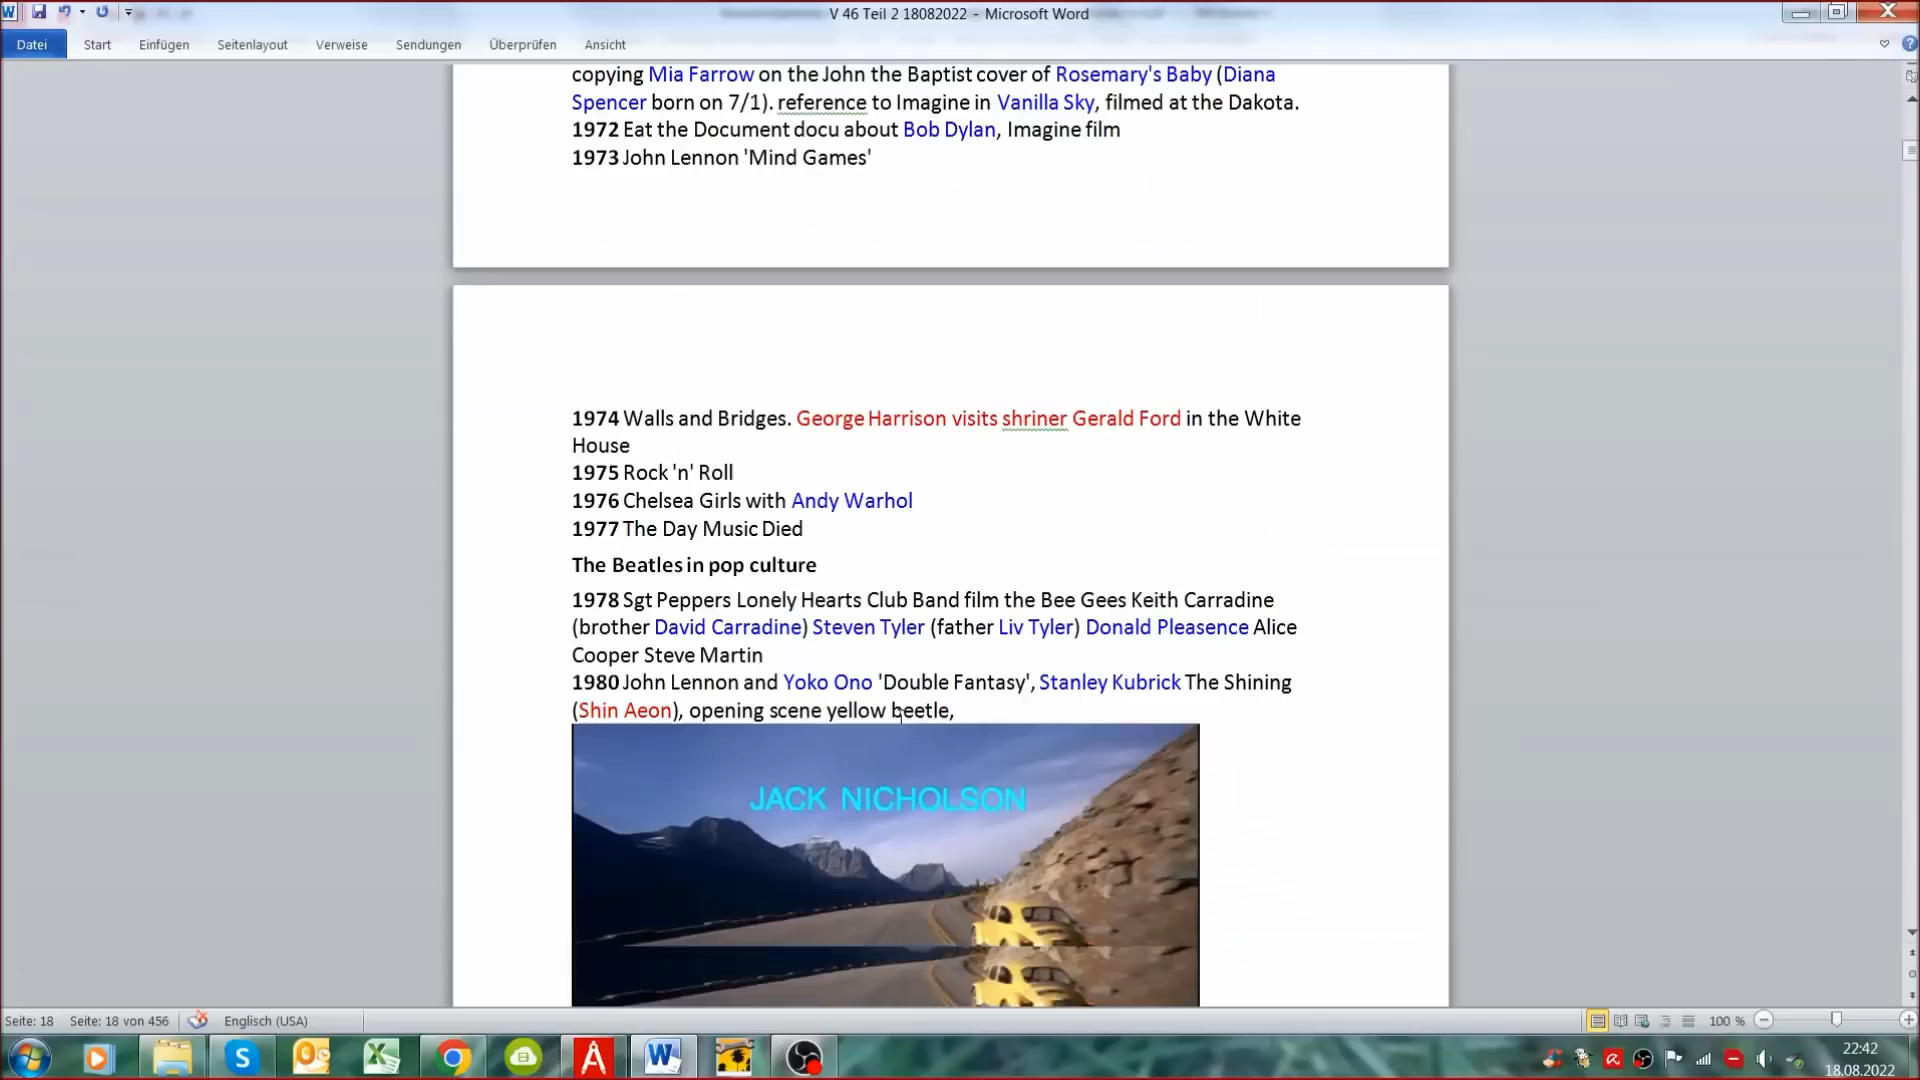 V 46 Teil 2 18082022 - Microsoft Word
Datei Start Einfügen Seitenlayout Verweise Sendungen Überprüfen Ansicht
copying Mia Farrow on the John the Baptist cover of Rosemary's Baby (Diana
Spencer born on 7/1). reference to Imagine in Vanilla Sky, filmed at the Dakota.
1972 Eat the Document docu about Bob Dylan, Imagine film
1973 John Lennon 'Mind Games'
1974 Walls and Bridges. George Harrison visits shriner Gerald Ford in the White
House
1975 Rock 'n' Roll
1976 Chelsea Girls with Andy Warhol
1977 The Day Music Died
The Beatles in pop culture
1978 Sgt Peppers Lonely Hearts Club Band film the Bee Gees Keith Carradine
(brother David Carradine) Steven Tyler (father Liv Tyler) Donald Pleasence Alice
Cooper Steve Martin
1980 John Lennon and Yoko Ono 'Double Fantasy', Stanley Kubrick The Shining
(Shin Aeon), opening scene yellow beetle,
JACK NICHOLSON
Seite: 18 Seite: 18 von 456 Englisch (USA) 100 %
22:42
18.08.2022